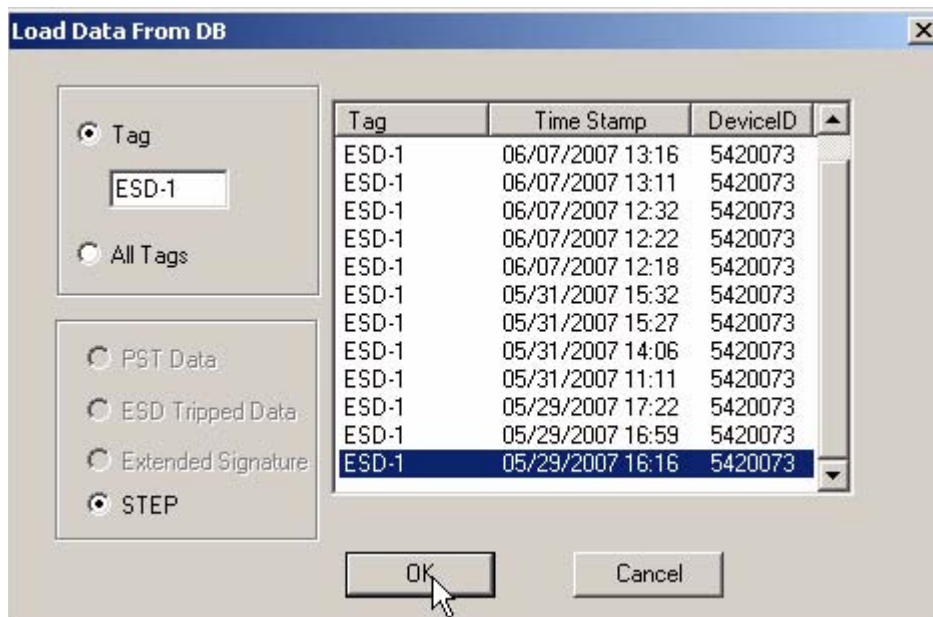 Load Data From DB
Tag
ESD-1
All Tags
PST Data
ESD Tripped Data
Extended Signature
STEP
Tag Time Stamp DeviceID
ESD-1 06/07/2007 13:16 5420073
ESD-1 06/07/2007 13:11 5420073
ESD-1 06/07/2007 12:32 5420073
ESD-1 06/07/2007 12:22 5420073
ESD-1 06/07/2007 12:18 5420073
ESD-1 05/31/2007 15:32 5420073
ESD-1 05/31/2007 15:27 5420073
ESD-1 05/31/2007 14:06 5420073
ESD-1 05/31/2007 11:11 5420073
ESD-1 05/29/2007 17:22 5420073
ESD-1 05/29/2007 16:59 5420073
ESD-1 05/29/2007 16:16 5420073
OK Cancel